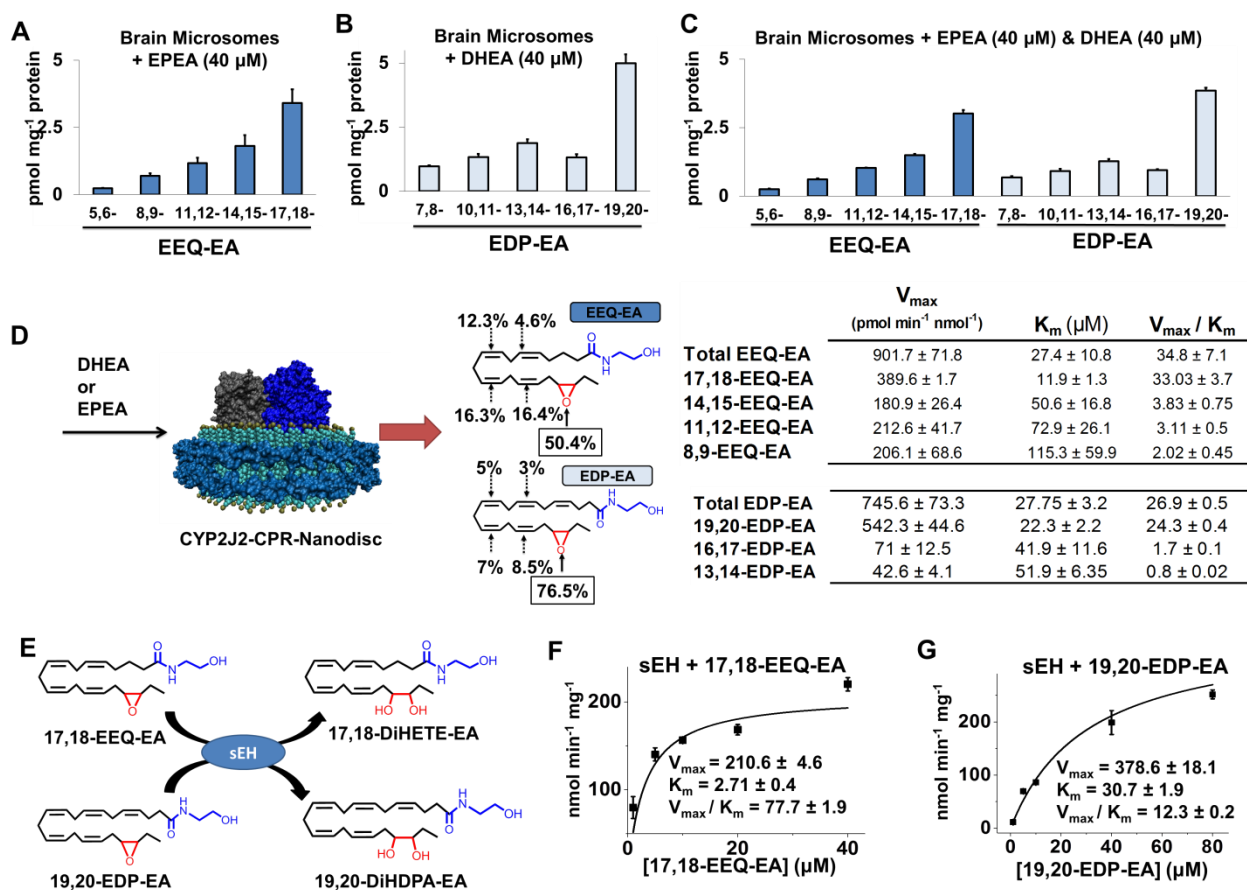 A
Brain Microsomes
+ EPEA (40 µM)
pmol mg-1 protein
5
2.5
0
5,6- 8,9- 11,12- 14,15- 17,18-
EEQ-EA
B
Brain Microsomes
+ DHEA (40 µM)
pmol mg-1 protein
5
2.5
0
7,8- 10,11- 13,14- 16,17- 19,20-
EDP-EA
C
Brain Microsomes + EPEA (40 µM) & DHEA (40 µM)
pmol mg-1 protein
5
2.5
0
5,6- 8,9- 11,12- 14,15- 17,18- 7,8- 10,11- 13,14- 16,17- 19,20-
EEQ-EA EDP-EA
D
DHEA
or
EPEA
CYP2J2-CPR-Nanodisc
EEQ-EA
12.3% 4.6%
O
N
H
OH
O
16.3% 16.4%
50.4%
EDP-EA
5% 3%
H
N
OH
O
O
7% 8.5%
76.5%
Vmax
(pmol min-1 nmol-1) Km (µM) Vmax / Km
Total EEQ-EA 901.7 ± 71.8 27.4 ± 10.8 34.8 ± 7.1
17,18-EEQ-EA 389.6 ± 1.7 11.9 ± 1.3 33.03 ± 3.7
14,15-EEQ-EA 180.9 ± 26.4 50.6 ± 16.8 3.83 ± 0.75
11,12-EEQ-EA 212.6 ± 41.7 72.9 ± 26.1 3.11 ± 0.5
8,9-EEQ-EA 206.1 ± 68.6 115.3 ± 59.9 2.02 ± 0.45
Total EDP-EA 745.6 ± 73.3 27.75 ± 3.2 26.9 ± 0.5
19,20-EDP-EA 542.3 ± 44.6 22.3 ± 2.2 24.3 ± 0.4
16,17-EDP-EA 71 ± 12.5 41.9 ± 11.6 1.7 ± 0.1
13,14-EDP-EA 42.6 ± 4.1 51.9 ± 6.35 0.8 ± 0.02
E
O
N
H
OH
O
17,18-EEQ-EA
O
N
H
OH
HO OH
17,18-DiHETE-EA
sEH
H
N
OH
O
O
19,20-EDP-EA
H
N
OH
O
HO OH
19,20-DiHDPA-EA
F
sEH + 17,18-EEQ-EA
nmol min-1 mg-1
200
100
0
Vmax = 210.6 ± 4.6
Km = 2.71 ± 0.4
Vmax / Km = 77.7 ± 1.9
0 20 40
[17,18-EEQ-EA] (µM)
G
sEH + 19,20-EDP-EA
nmol min-1 mg-1
200
100
0
Vmax = 378.6 ± 18.1
Km = 30.7 ± 1.9
Vmax / Km = 12.3 ± 0.2
0 20 40 60 80
[19,20-EDP-EA] (µM)